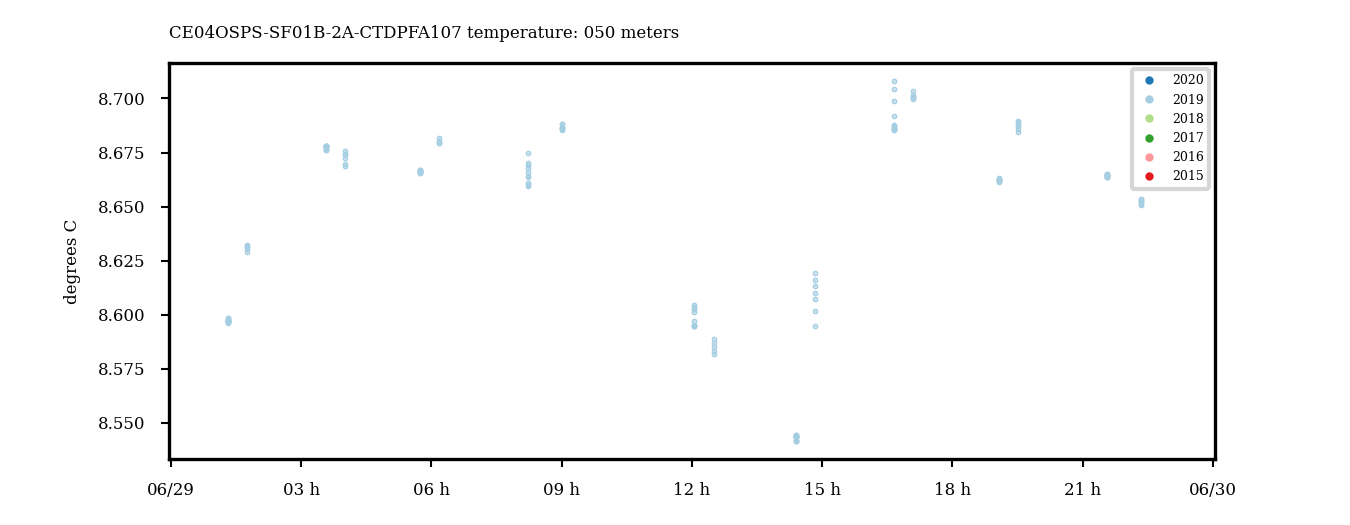 CE04OSPS-SF01B-2A-CTDPFA107 temperature: 050 meters
degrees C
8.700
8.675
8.650
8.625
8.600
8.575
8.550
06/29
03 h
06 h
09 h
12 h
15 h
18 h
21 h
06/30
2020
2019
2018
2017
2016
2015